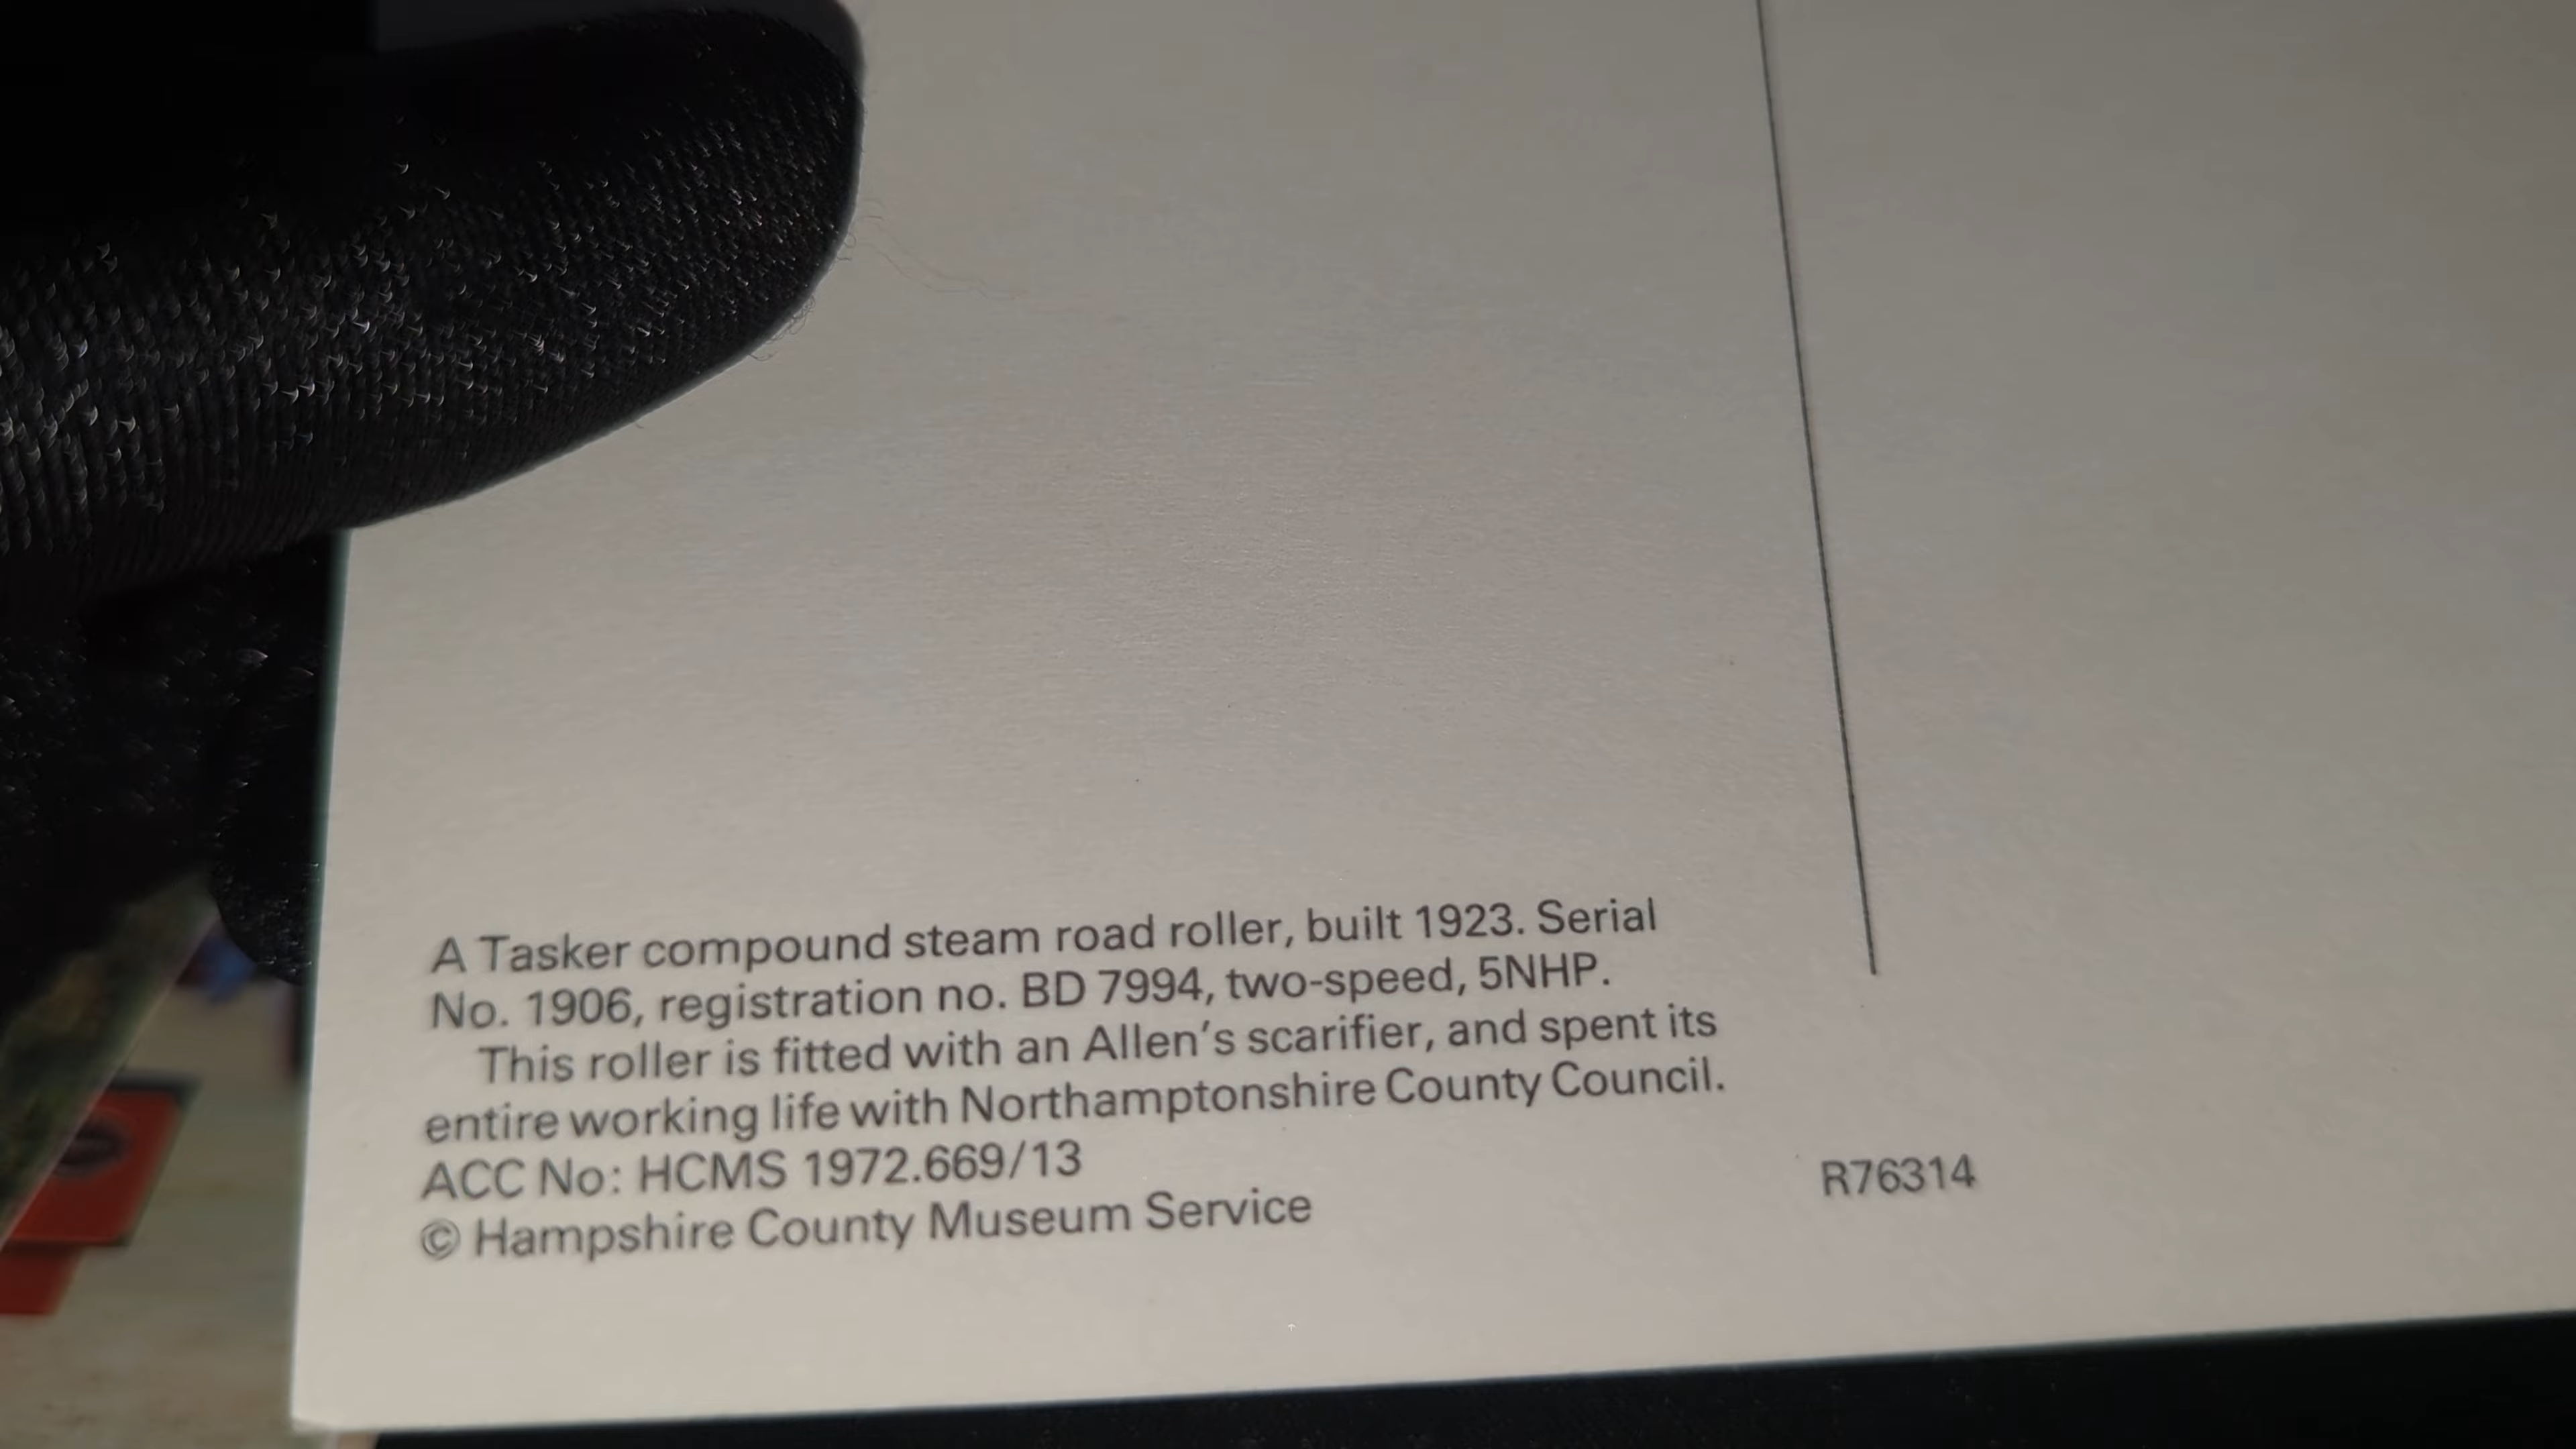 A Tasker compound steam road roller, built 1923. Serial
No. 1906, registration no. BD 7994, two-speed, 5NHP.
This roller is fitted with an Allen's scarifier, and spent its
entire working life with Northamptonshire County Council.
ACC No: HCMS 1972.669/13
© Hampshire County Museum Service
R76314